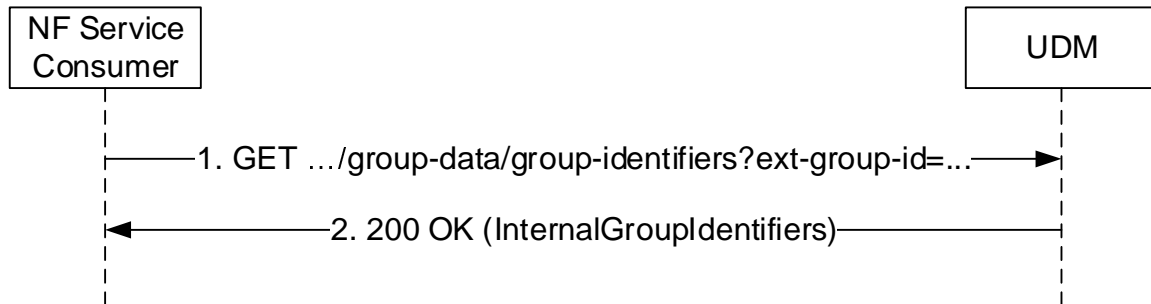 NF Service
Consumer
UDM
1. GET …/group-data/group-identifiers?ext-group-id=...
2. 200 OK (InternalGroupIdentifiers)